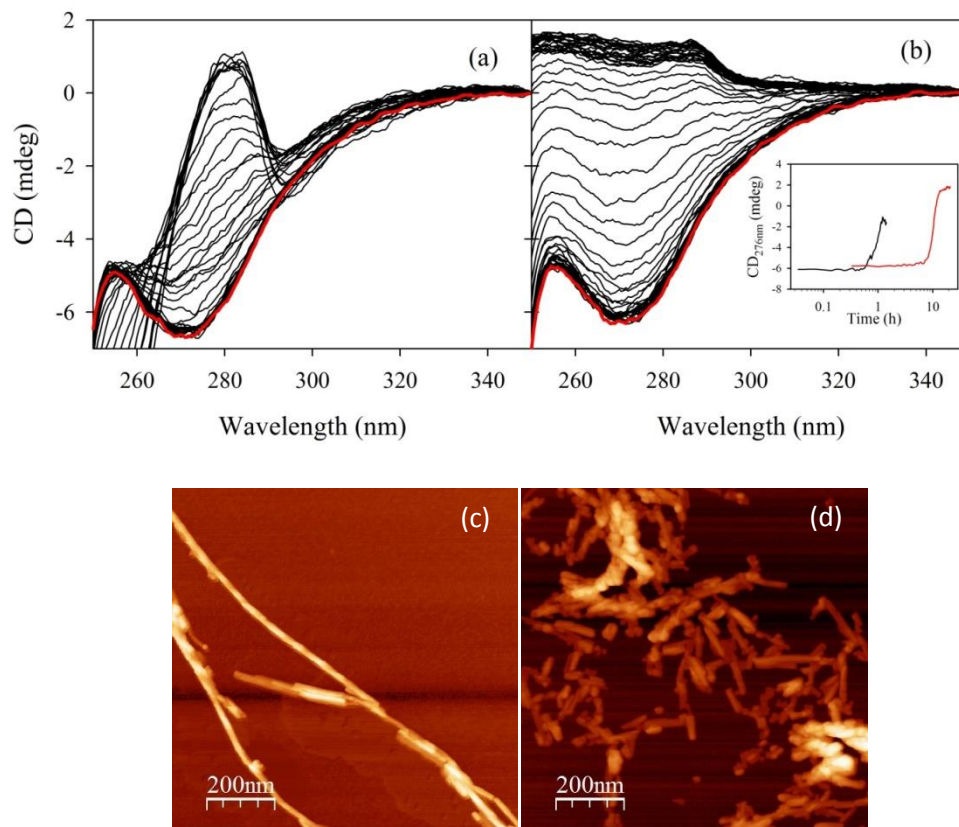 2
0
-2
-4
-6
CD (mdeg)
(a)
260 280 300 320 340
Wavelength (nm)
(b)
260 280 300 320 340
Wavelength (nm)
4
2
0
-2
-4
-6
-8
CD276nm (mdeg)
0.1 1 10
Time (h)
(c)
200nm
(d)
200nm